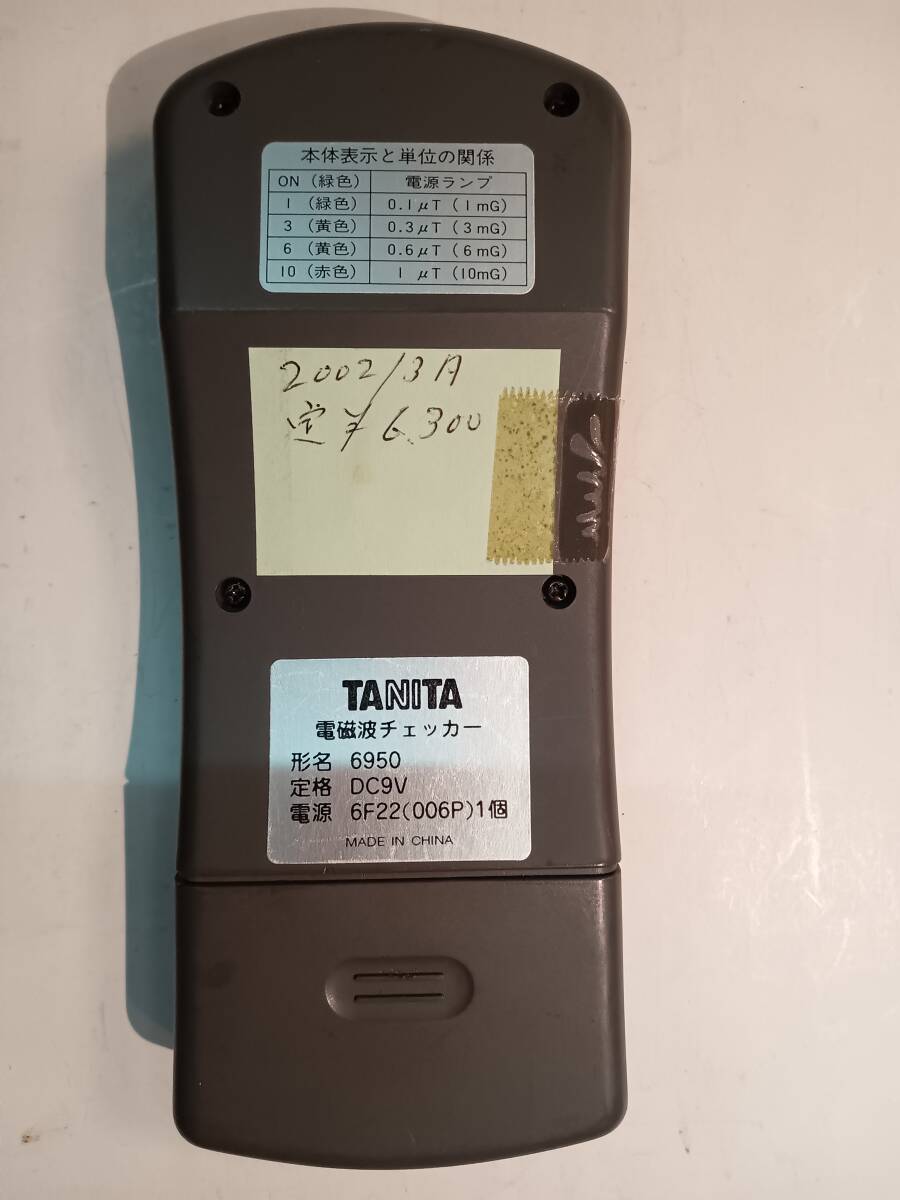 本体表示と単位の関係
ON（緑色） 電源ランプ
1（緑色） 0.1μT（1mG）
3（黄色） 0.3μT（3mG）
6（黄色） 0.6μT（6mG）
10（赤色） 1 μT（10mG）
2002/3月
定¥6,300
TANITA
電磁波チェッカー
形名 6950
定格 DC9V
電源 6F22(006P)1個
MADE IN CHINA